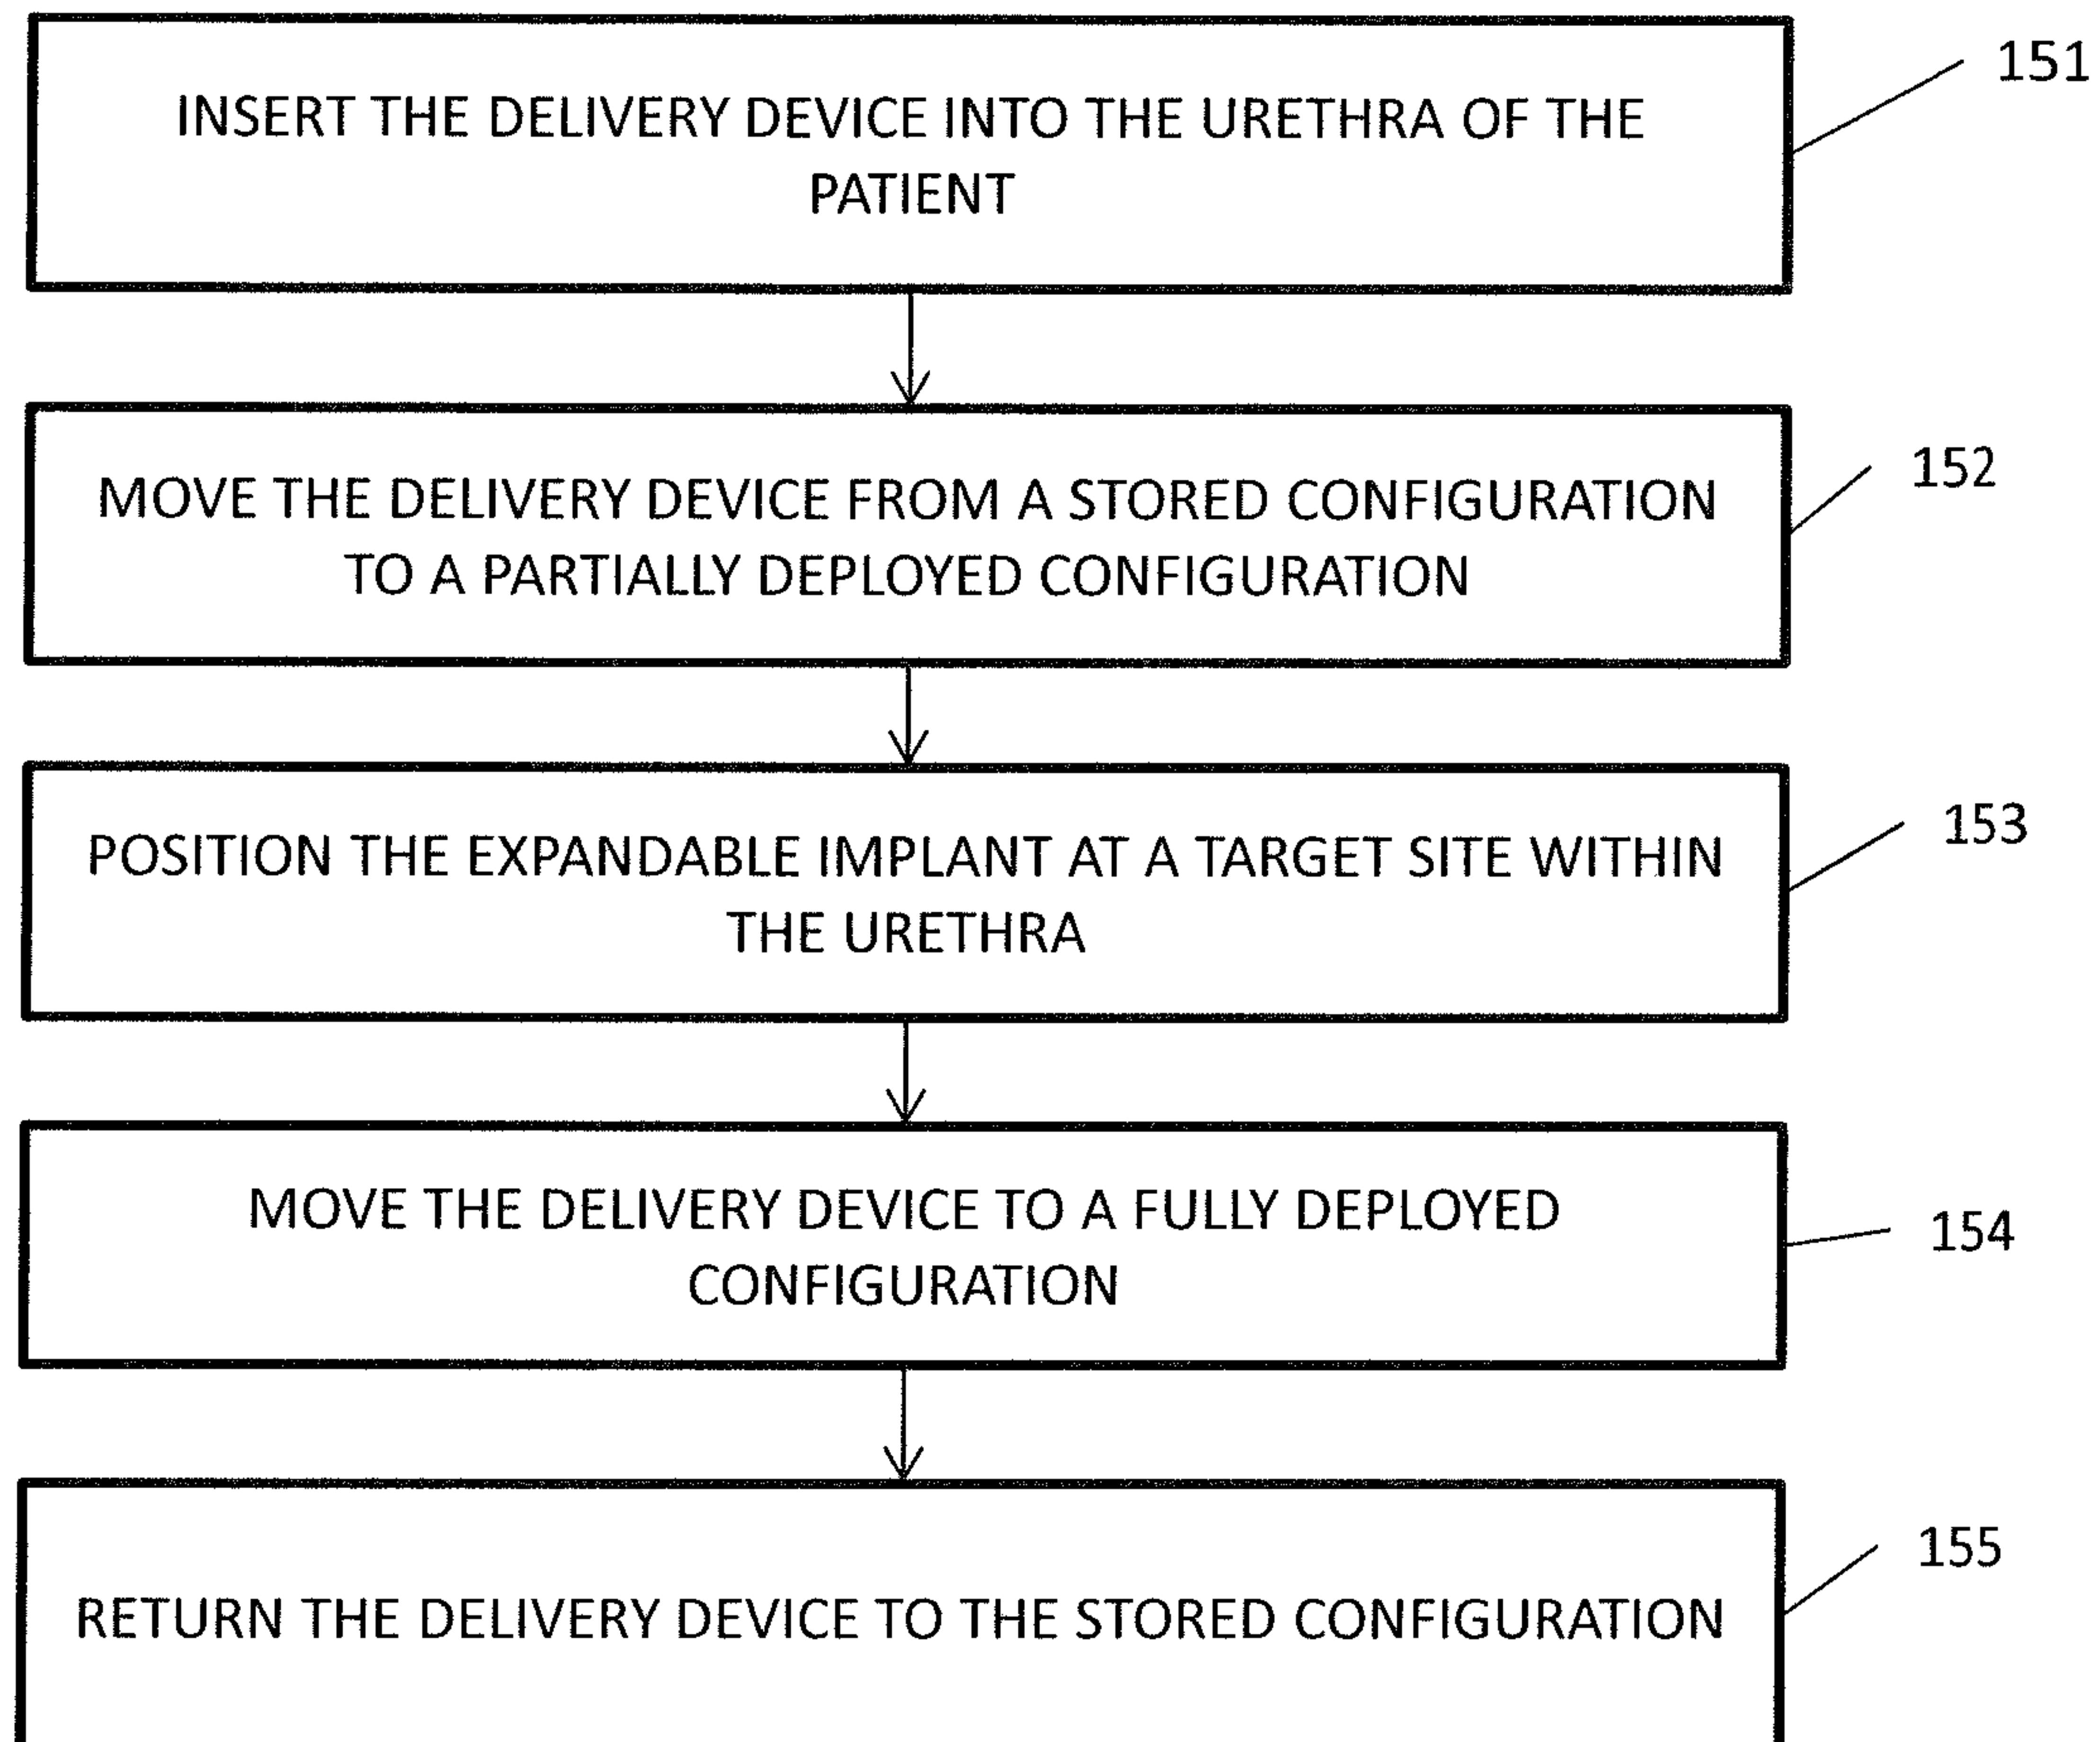 INSERT THE DELIVERY DEVICE INTO THE URETHRA OF THE
PATIENT
151
MOVE THE DELIVERY DEVICE FROM A STORED CONFIGURATION
TO A PARTIALLY DEPLOYED CONFIGURATION
152
POSITION THE EXPANDABLE IMPLANT AT A TARGET SITE WITHIN
THE URETHRA
153
MOVE THE DELIVERY DEVICE TO A FULLY DEPLOYED
CONFIGURATION
154
RETURN THE DELIVERY DEVICE TO THE STORED CONFIGURATION
155